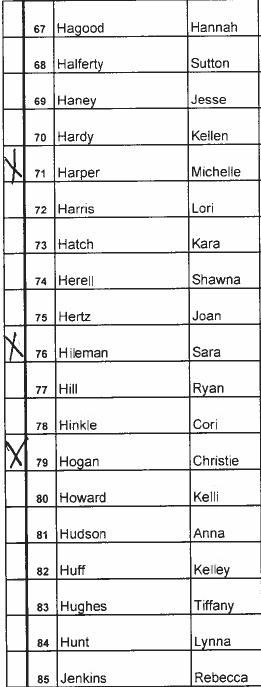 67 Hagood Hannah
68 Halferty Sutton
69 Haney Jesse
70 Hardy Kellen
X 71 Harper Michelle
72 Harris Lori
73 Hatch Kara
74 Herell Shawna
75 Hertz Joan
X 76 Hileman Sara
77 Hill Ryan
78 Hinkle Cori
X 79 Hogan Christie
80 Howard Kelli
81 Hudson Anna
82 Huff Kelley
83 Hughes Tiffany
84 Hunt Lynna
85 Jenkins Rebecca